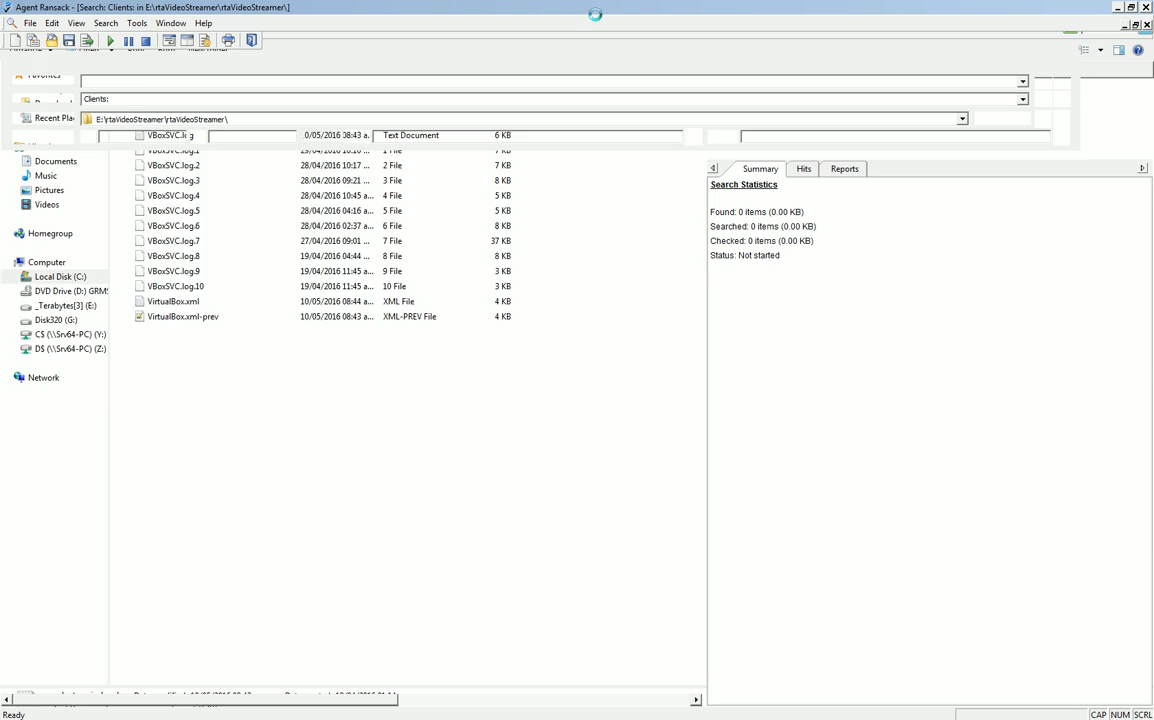 Agent Ransack - [Search: Clients: in E:\rtaVideoStreamer\rtaVideoStreamer\]
File Edit View Search Tools Window Help
Clients:
Recent Pla
E:\rtaVideoStreamer\rtaVideoStreamer\
VBoxSVC.log Text Document 6 KB
Documents
VBoxSVC.log.2 28/04/2016 10:17 ... 2 File 7 KB
Music
VBoxSVC.log.3 28/04/2016 09:21 ... 3 File 8 KB
Pictures
VBoxSVC.log.4 28/04/2016 10:45 a... 4 File 5 KB
Videos
VBoxSVC.log.5 28/04/2016 04:16 a... 5 File 5 KB
VBoxSVC.log.6 28/04/2016 02:37 a... 6 File 8 KB
Homegroup
VBoxSVC.log.7 27/04/2016 09:01 ... 7 File 37 KB
VBoxSVC.log.8 19/04/2016 04:44 ... 8 File 8 KB
Computer
VBoxSVC.log.9 19/04/2016 11:45 a... 9 File 3 KB
Local Disk (C:)
VBoxSVC.log.10 19/04/2016 11:45 a... 10 File 3 KB
DVD Drive (D:) GRMS
VirtualBox.xml 10/05/2016 08:44 a... XML File 4 KB
_Terabytes[3] (E:)
VirtualBox.xml-prev 10/05/2016 08:43 a... XML-PREV File 4 KB
Disk320 (G:)
C$ (\\Srv64-PC) (Y:)
D$ (\\Srv64-PC) (Z:)
Network
Summary Hits Reports
Search Statistics
Found: 0 items (0.00 KB)
Searched: 0 items (0.00 KB)
Checked: 0 items (0.00 KB)
Status: Not started
Ready
CAP NUM SCRL